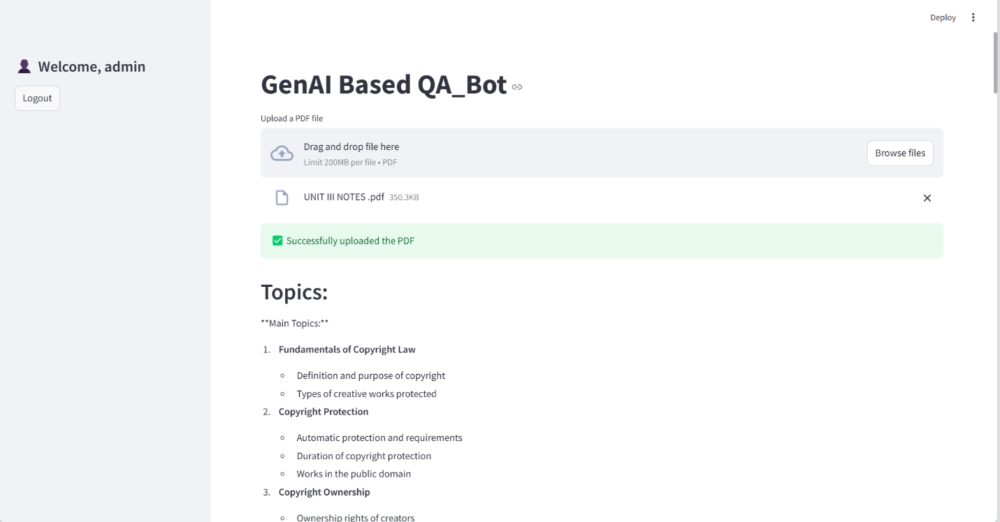 Deploy
Welcome, admin
Logout
GenAI Based QA_Bot
Upload a PDF file
Drag and drop file here
Limit 200MB per file • PDF
Browse files
UNIT III NOTES .pdf 350.3KB
Successfully uploaded the PDF
Topics:
**Main Topics:**
1. Fundamentals of Copyright Law
Definition and purpose of copyright
Types of creative works protected
2. Copyright Protection
Automatic protection and requirements
Duration of copyright protection
Works in the public domain
3. Copyright Ownership
Ownership rights of creators